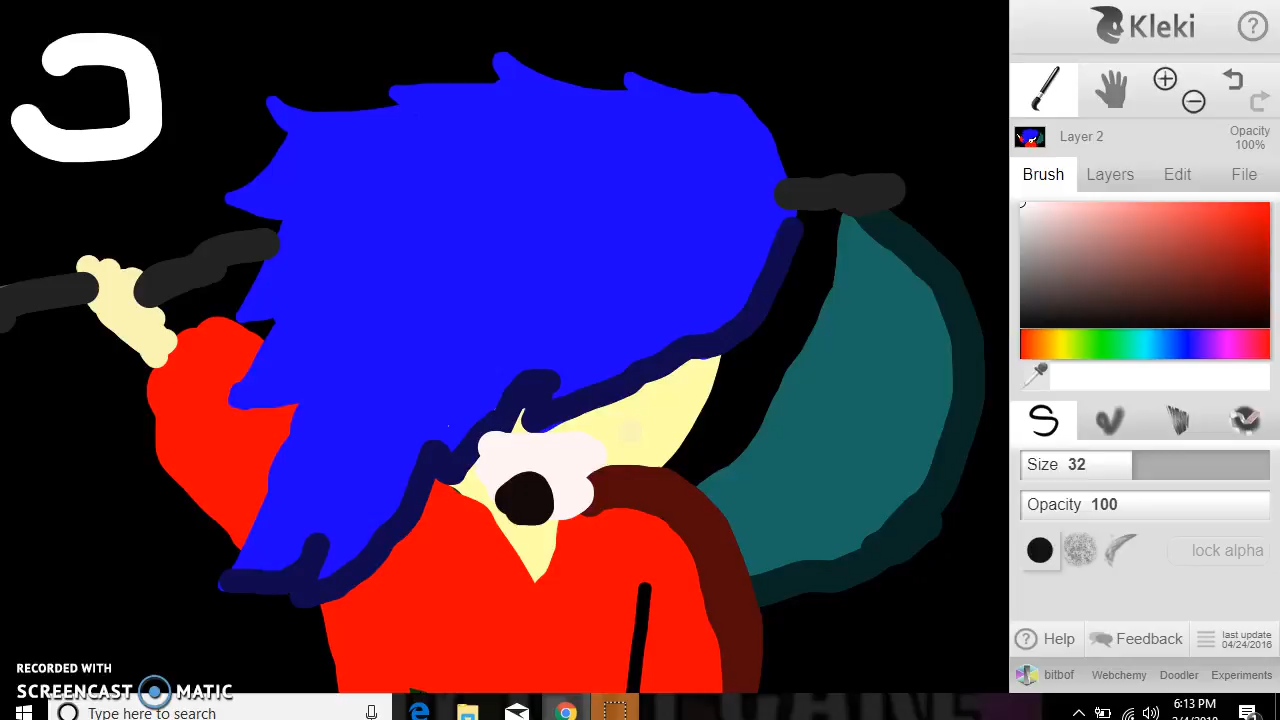 Kleki
Layer 2
Opacity
100%
Brush
Layers
Edit
File
Size 32
Opacity 100
lock alpha
Help
Feedback
last update
04/24/2016
bitbof
Webchemy
Doodler
Experiments
RECORDED WITH
SCREENCAST MATIC
Type here to search
6:13 PM